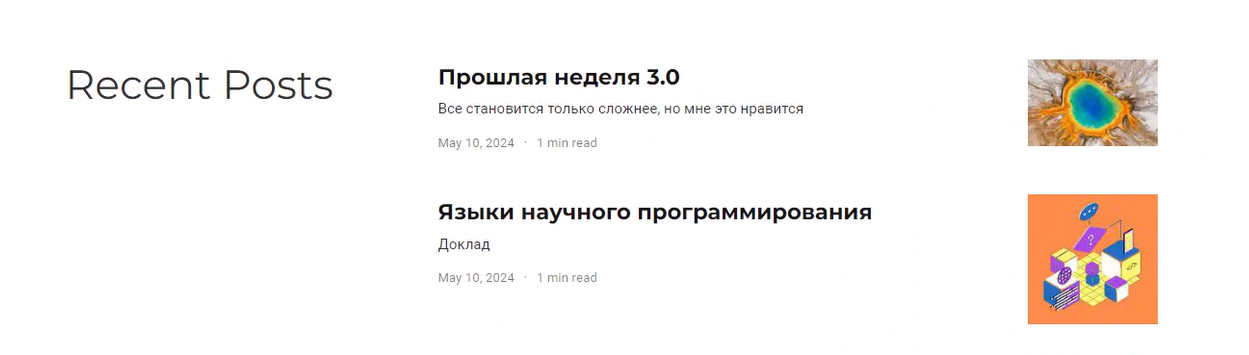 Recent Posts
Прошлая неделя 3.0
Все становится только сложнее, но мне это нравится
May 10, 2024 · 1 min read
Языки научного программирования
Доклад
May 10, 2024 · 1 min read